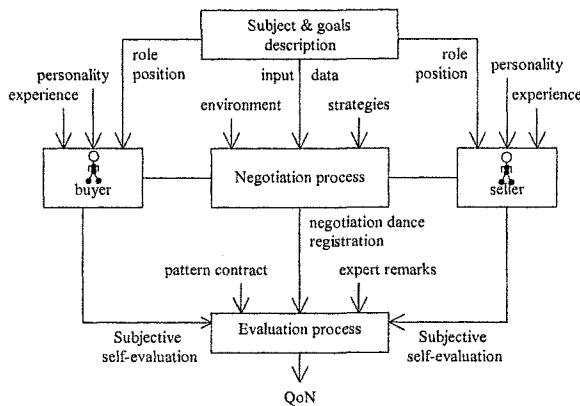 Subject & goals
description
role
position
input data
role
position
personality
experience
environment
strategies
personality
experience
buyer
Negotiation process
seller
negotiation dance
registration
pattern contract
expert remarks
Evaluation process
Subjective
self-evaluation
Subjective
self-evaluation
QoN